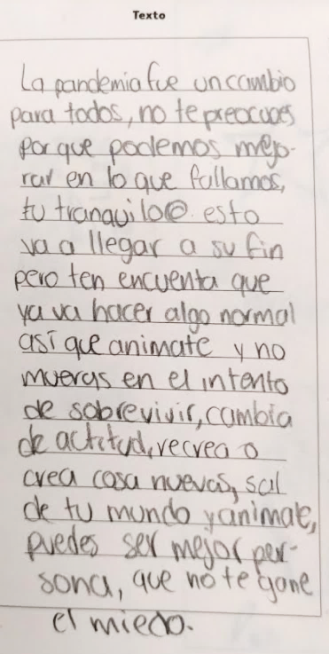 Texto
La pandemia fue un cambio
para todos, no te preocupes
por que podemos mejo-
rar en lo que fallamos,
tu tranquilo@ esto
va a llegar a su fin
pero ten encuenta que
ya va hacer algo normal
así que animate y no
mueras en el intento
de sobrevivir, cambia
de actitud, recrea o
crea cosa nuevas, sal
de tu mundo y animate,
puedes ser mejor per-
sona, que no te gane
el miedo.